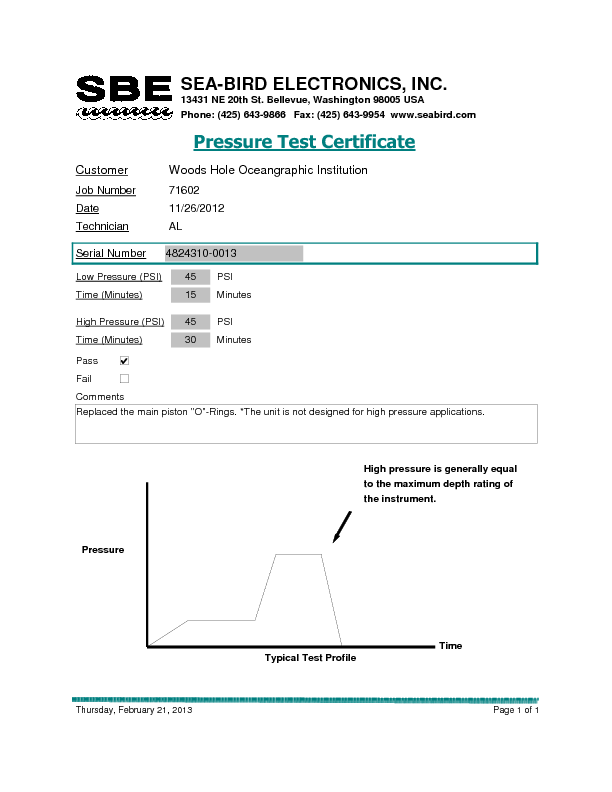 SBE SEA-BIRD ELECTRONICS, INC.
13431 NE 20th St. Bellevue, Washington 98005 USA
Phone: (425) 643-9866 Fax: (425) 643-9954 www.seabird.com
Pressure Test Certificate
Customer Woods Hole Oceangraphic Institution
Job Number 71602
Date 11/26/2012
Technician AL
Serial Number 4824310-0013
Low Pressure (PSI) 45 PSI
Time (Minutes) 15 Minutes
High Pressure (PSI) 45 PSI
Time (Minutes) 30 Minutes
Pass
Fail
Comments
Replaced the main piston "O"-Rings. *The unit is not designed for high pressure applications.
High pressure is generally equal
to the maximum depth rating of
the instrument.
Pressure
Time
Typical Test Profile
Thursday, February 21, 2013 Page 1 of 1